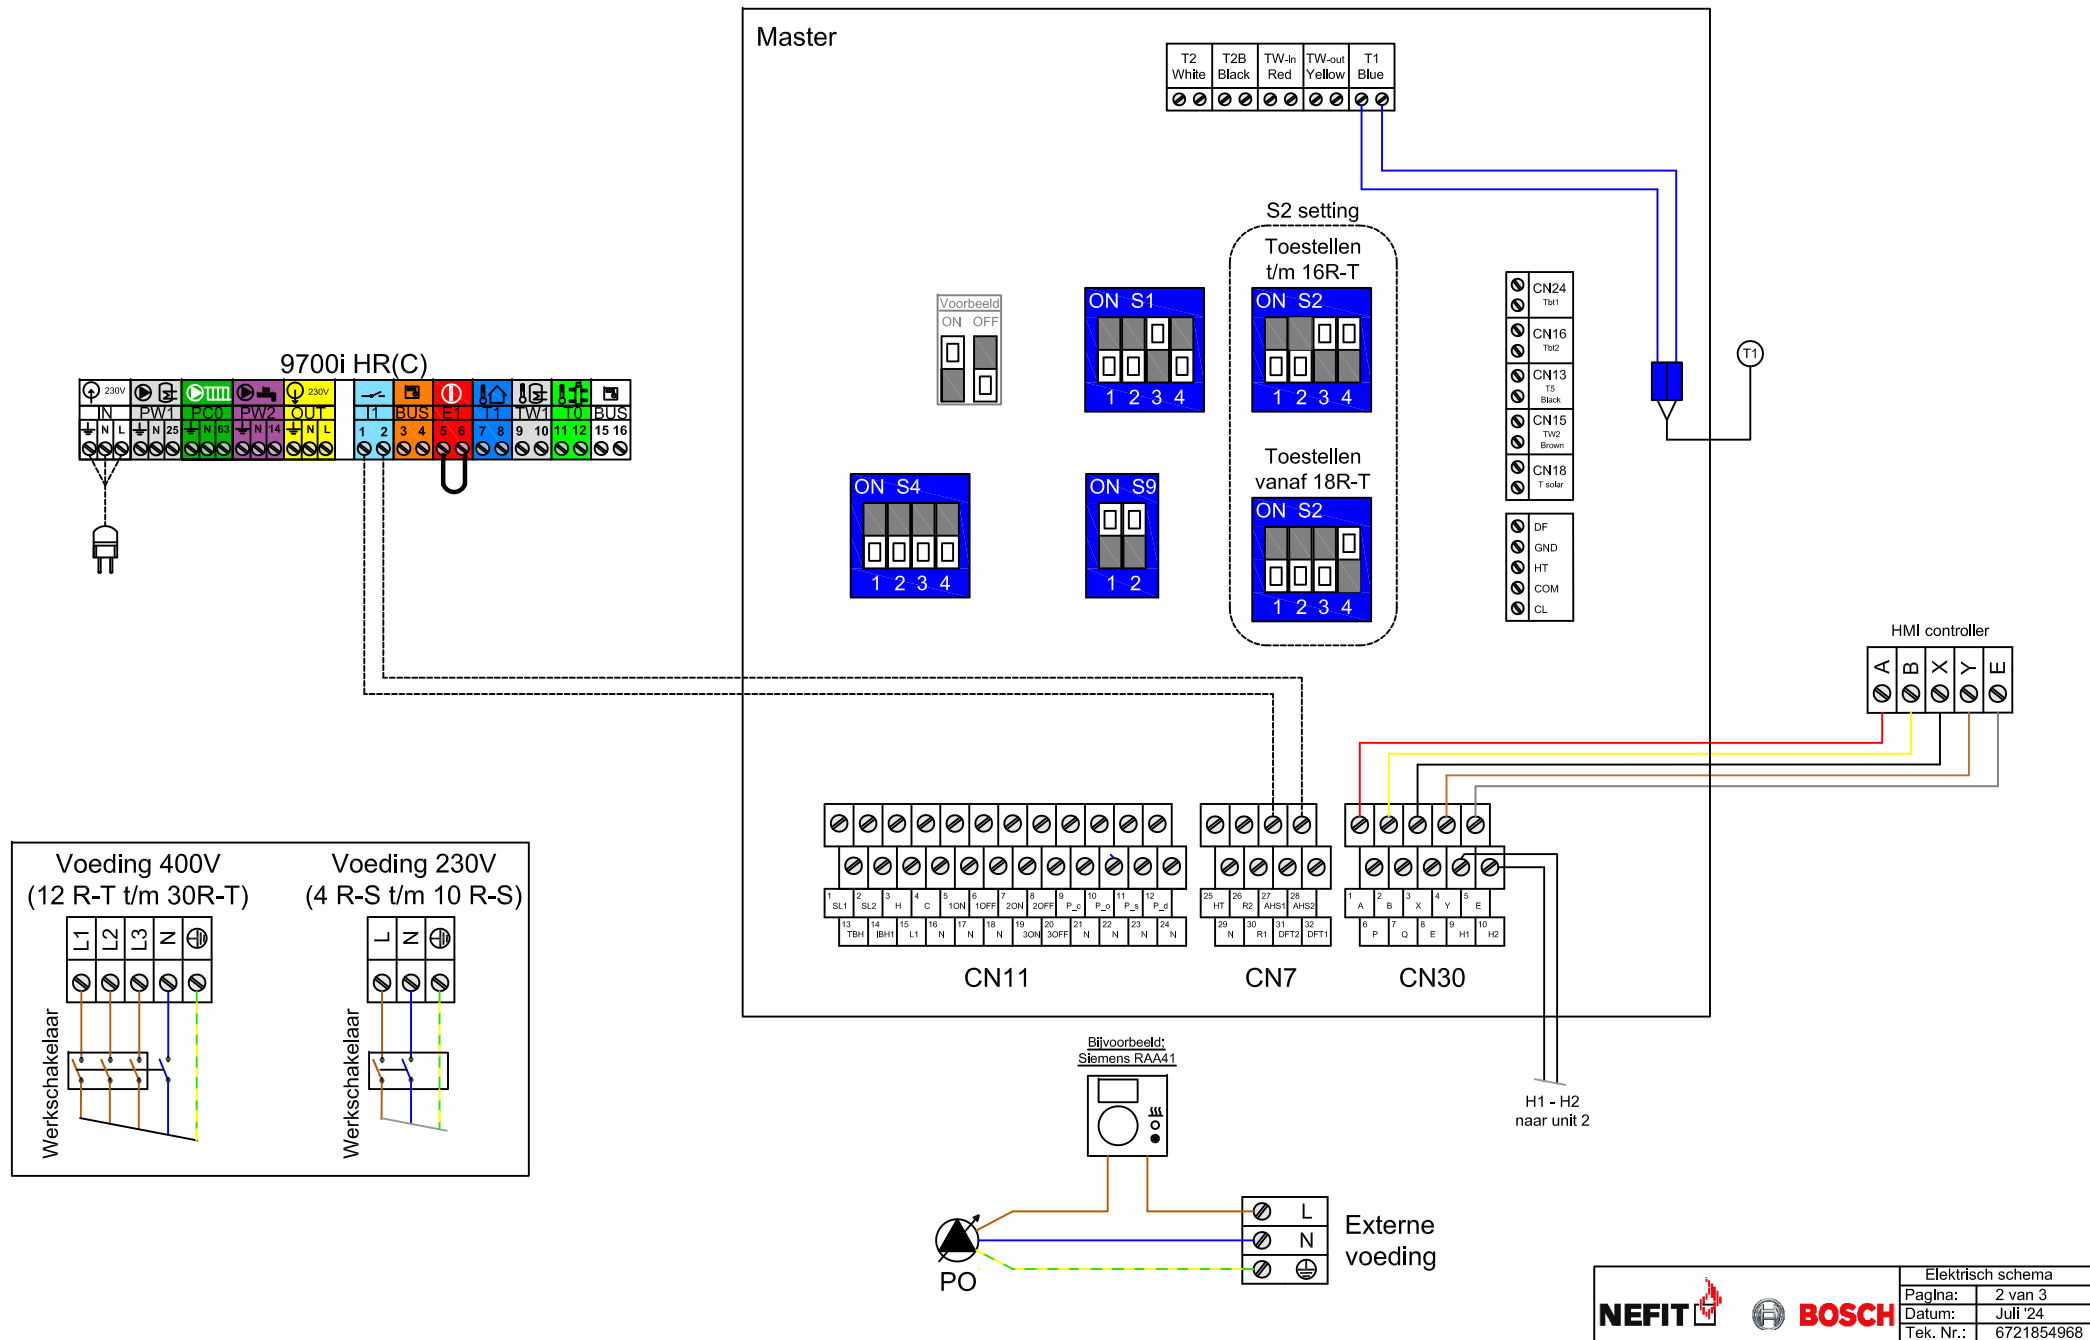 Master
T2 T2B TW-In TW-out T1
White Black Red Yellow Blue
S2 setting
Toestellen
t/m 16R-T
Voorbeeld
ON OFF
ON S1
1 2 3 4
ON S2
1 2 3 4
CN24
Tbt1
CN16
Tbt2
CN13
T5
Black
CN15
TW2
Brown
CN18
T solar
T1
9700i HR(C)
230V 230V
IN PW1 PC0 PW2 OUT I1 BUS E1 T1 TW1 T0 BUS
N L N 25 N 63 N 14 N L 1 2 3 4 5 6 7 8 9 10 11 12 15 16
Toestellen
vanaf 18R-T
ON S4
1 2 3 4
ON S9
1 2
ON S2
1 2 3 4
DF
GND
HT
COM
CL
HMI controller
A B X Y E
Voeding 400V
(12 R-T t/m 30R-T)
L1 L2 L3 N
Werkschakelaar
Voeding 230V
(4 R-S t/m 10 R-S)
L N
Werkschakelaar
1 2 3 4 5 6 7 8 9 10 11 12
SL1 SL2 H C 1ON 1OFF 2ON 2OFF P_c P_o P_s P_d
13 14 15 16 17 18 19 20 21 22 23 24
TBH IBH1 L1 N N N 3ON 3OFF N N N N
CN11
25 26 27 28
HT R2 AHS1 AHS2
29 30 31 32
N R1 DFT2 DFT1
CN7
1 2 3 4 5
A B X Y E
6 7 8 9 10
P Q E H1 H2
CN30
Bijvoorbeeld;
Siemens RAA41
H1 - H2
naar unit 2
PO
L
N
Externe
voeding
NEFIT
BOSCH
Elektrisch schema
Pagina: 2 van 3
Datum: Juli '24
Tek. Nr.: 6721854968